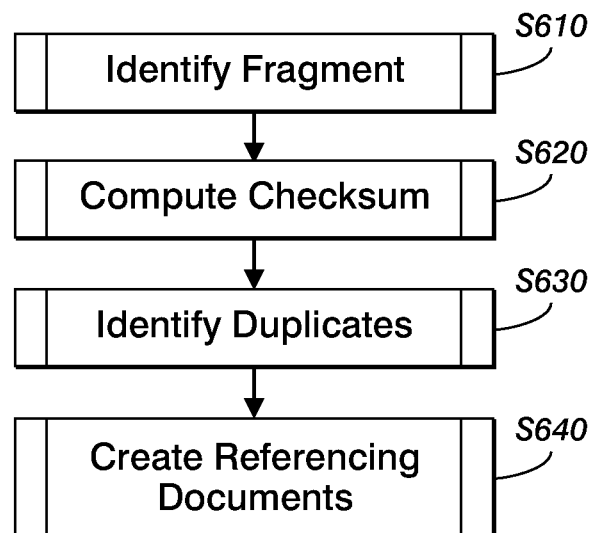 S610
Identify Fragment
S620
Compute Checksum
S630
Identify Duplicates
S640
Create Referencing
Documents